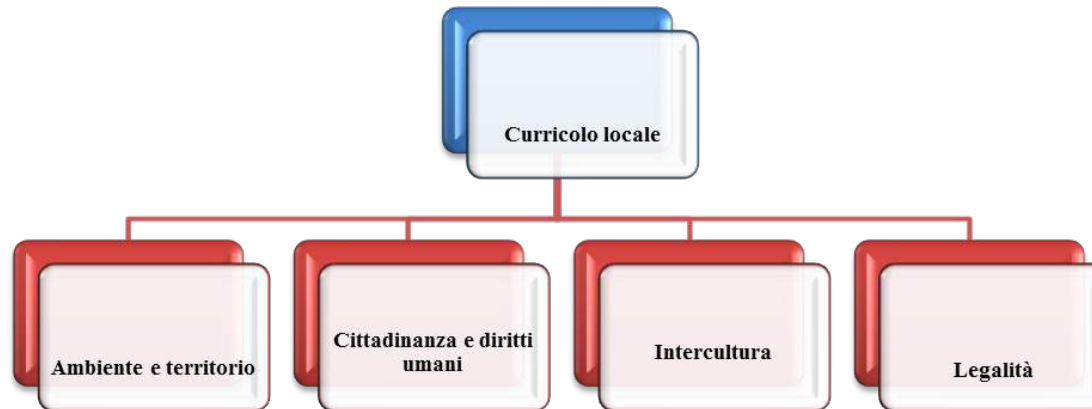 Curricolo locale
Ambiente e territorio
Cittadinanza e diritti
umani
Intercultura
Legalità